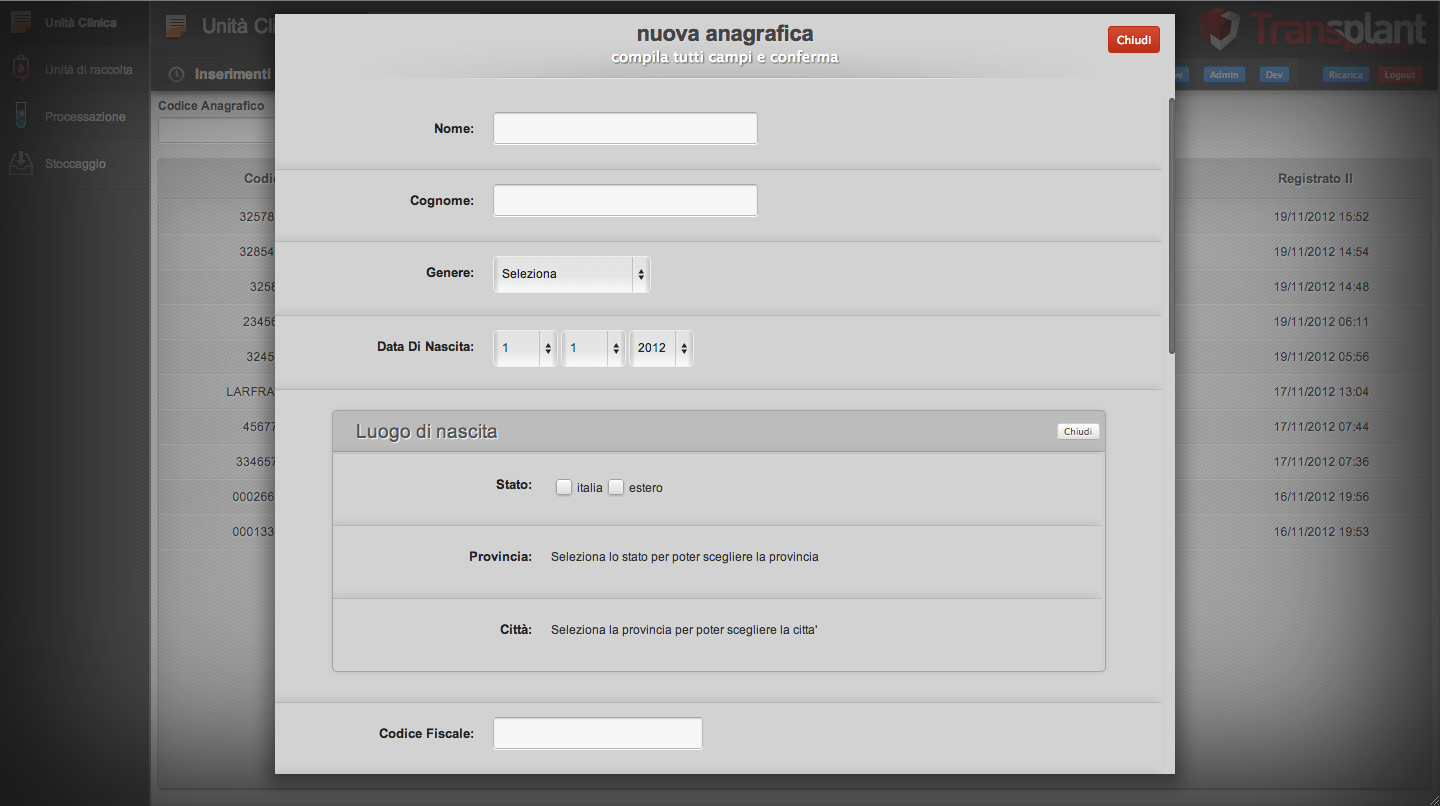 Unità Clinica
Unità di raccolta
Processazione
Stoccaggio
Unità Cl
Inserimenti
Transplant
Admin
Dev
Ricarica
Logout
Codice Anagrafico
Codi
Registrato Il
32578
19/11/2012 15:52
32854
19/11/2012 14:54
3258
19/11/2012 14:48
23456
19/11/2012 06:11
3245
19/11/2012 05:56
LARFRA
17/11/2012 13:04
45677
17/11/2012 07:44
334657
17/11/2012 07:36
000266
16/11/2012 19:56
000133
16/11/2012 19:53
nuova anagrafica
compila tutti campi e conferma
Chiudi
Nome:
Cognome:
Genere: Seleziona
Data Di Nascita: 1 1 2012
Luogo di nascita
Chiudi
Stato: italia estero
Provincia: Seleziona lo stato per poter scegliere la provincia
Città: Seleziona la provincia per poter scegliere la citta'
Codice Fiscale: